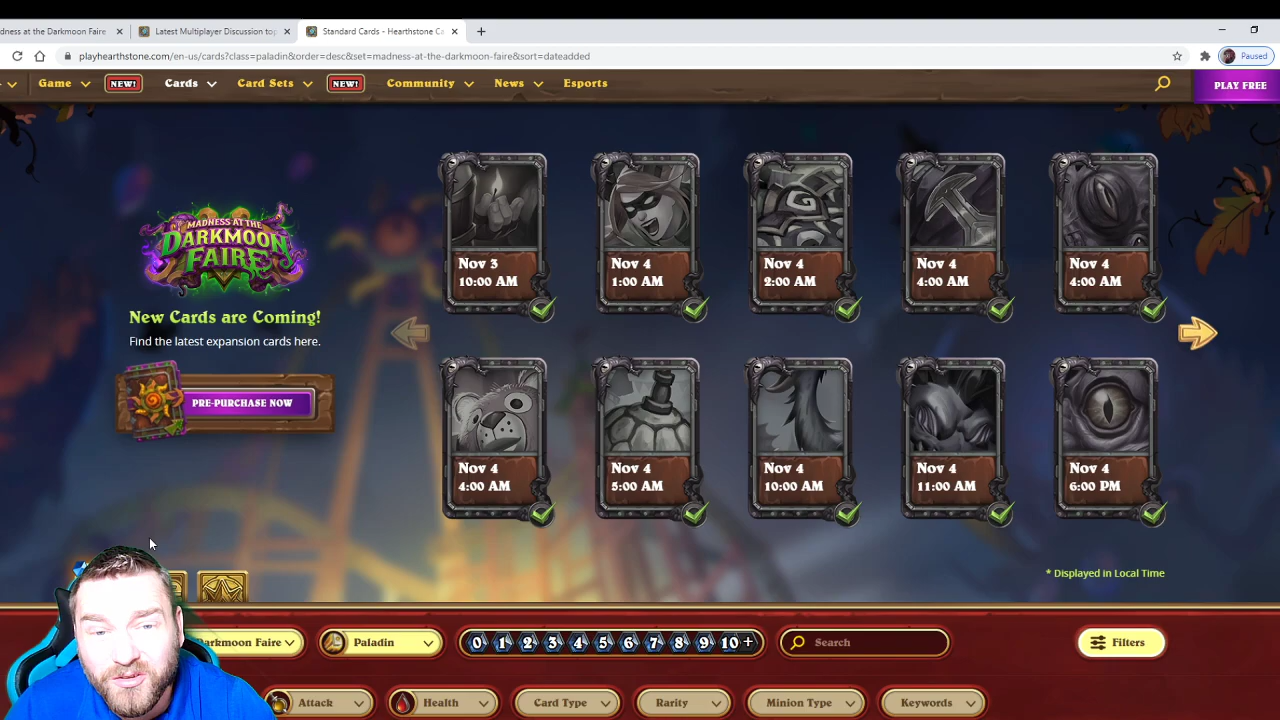 dness at the Darkmoon Faire
Latest Multiplayer Discussion top
Standard Cards - Hearthstone Ca
playhearthstone.com/en-us/cards?class=paladin&order=desc&set=madness-at-the-darkmoon-faire&sort=dateadded
Paused
Game
NEW!
Cards
Card Sets
NEW!
Community
News
Esports
PLAY FREE
MADNESS AT THE
DARKMOON
FAIRE
New Cards are Coming!
Find the latest expansion cards here.
PRE-PURCHASE NOW
Nov 3
10:00 AM
Nov 4
1:00 AM
Nov 4
2:00 AM
Nov 4
4:00 AM
Nov 4
4:00 AM
Nov 4
4:00 AM
Nov 4
5:00 AM
Nov 4
10:00 AM
Nov 4
11:00 AM
Nov 4
6:00 PM
* Displayed in Local Time
Darkmoon Faire
Paladin
0 1 2 3 4 5 6 7 8 9 10 +
Search
Filters
Attack
Health
Card Type
Rarity
Minion Type
Keywords